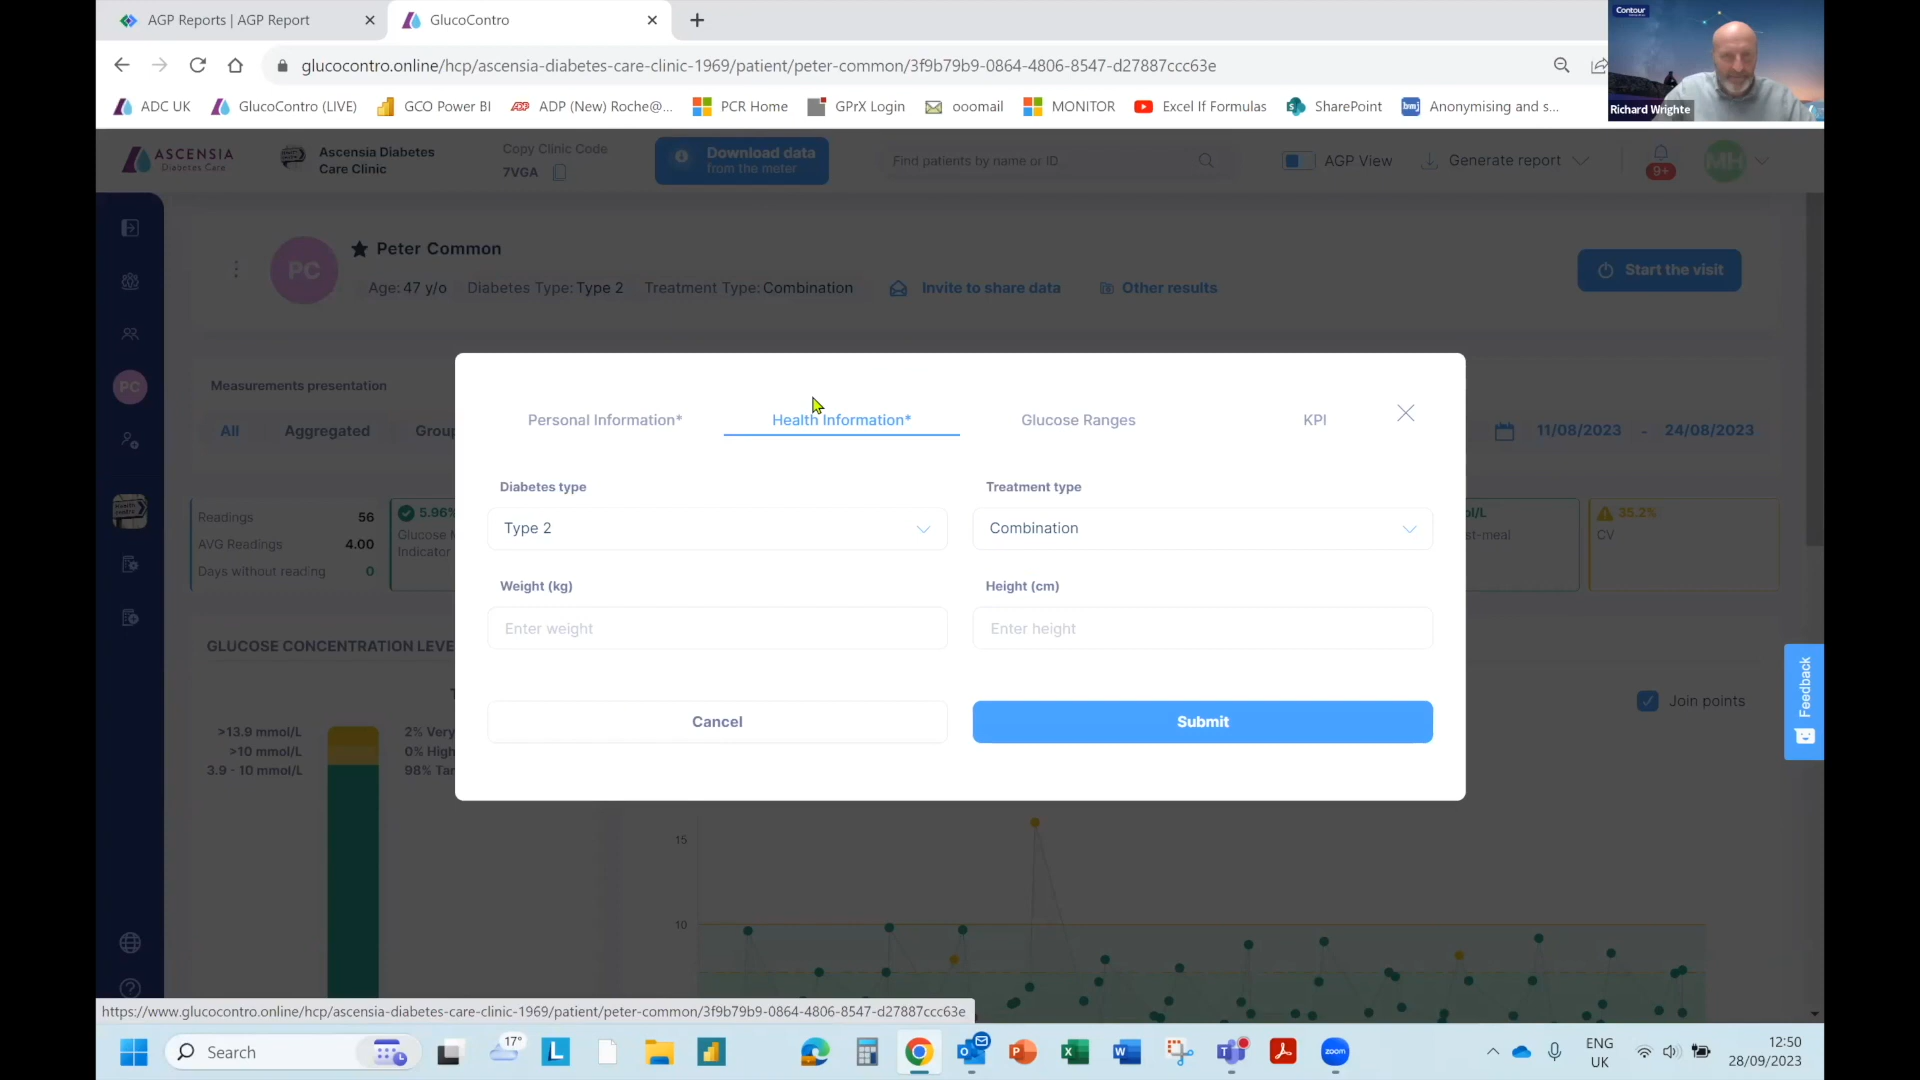 AGP Reports | AGP Report
GlucoContro
Contour
Richard Wrighte
glucocontro.online/hcp/ascensia-diabetes-care-clinic-1969/patient/peter-common/3f9b79b9-0864-4806-8547-d27887ccc63e
ADC UK
GlucoContro (LIVE)
GCO Power BI
ADP (New) Roche@...
PCR Home
GPrX Login
ooomail
MONITOR
Excel If Formulas
SharePoint
bmj
Anonymising and s...
ASCENSIA
Diabetes Care
Ascensia Diabetes
Care Clinic
Copy Clinic Code
7VGA
Download data
from the meter
Find patients by name or ID...
AGP View
Generate report
9+
MH
PC
Peter Common
Age: 47 y/o
Diabetes Type: Type 2
Treatment Type: Combination
Invite to share data
Other results
Start the visit
PC
Measurements presentation
All
Aggregated
Group
11/08/2023 - 24/08/2023
Personal Information*
Health Information*
Glucose Ranges
KPI
Diabetes type
Type 2
Treatment type
Combination
Weight (kg)
Enter weight
Height (cm)
Enter height
Cancel
Submit
Readings 56
AVG Readings 4.00
Days without reading 0
5.96%
Glucose M
Indicator
ol/L
st-meal
35.2%
CV
GLUCOSE CONCENTRATION LEVE
Join points
Feedback
>13.9 mmol/L
2% Very
>10 mmol/L
0% High
3.9 - 10 mmol/L
98% Tar
15
10
https://www.glucocontro.online/hcp/ascensia-diabetes-care-clinic-1969/patient/peter-common/3f9b79b9-0864-4806-8547-d27887ccc63e
Search
17°
L
zoom
ENG
UK
12:50
28/09/2023